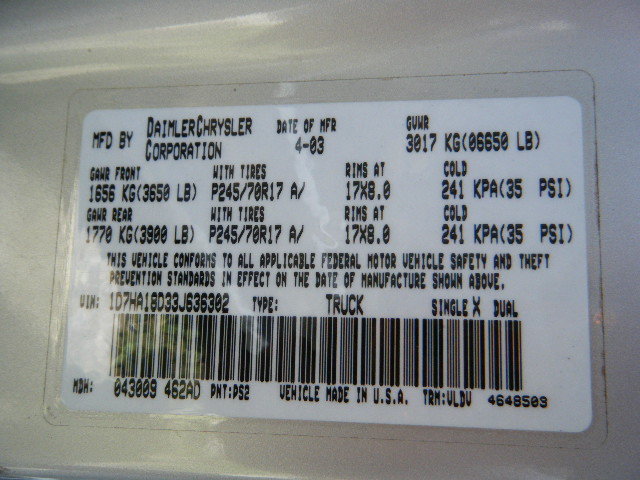 MFD BY DAIMLERCHRYSLER CORPORATION DATE OF MFR 4-03 GVWR 3017 KG(06650 LB)
GAWR FRONT WITH TIRES RIMS AT COLD
1656 KG(3650 LB) P245/70R17 A/ 17X8.0 241 KPA(35 PSI)
GAWR REAR WITH TIRES RIMS AT COLD
1770 KG(3900 LB) P245/70R17 A/ 17X8.0 241 KPA(35 PSI)
THIS VEHICLE CONFORMS TO ALL APPLICABLE FEDERAL MOTOR VEHICLE SAFETY AND THEFT
PREVENTION STANDARDS IN EFFECT ON THE DATE OF MANUFACTURE SHOWN ABOVE.
VIN: 1D7HA18D33J636302 TYPE: TRUCK SINGLE X DUAL
MDH: 043009 462AD PNT:PS2 VEHICLE MADE IN U.S.A. TRM:VLDV 4648503